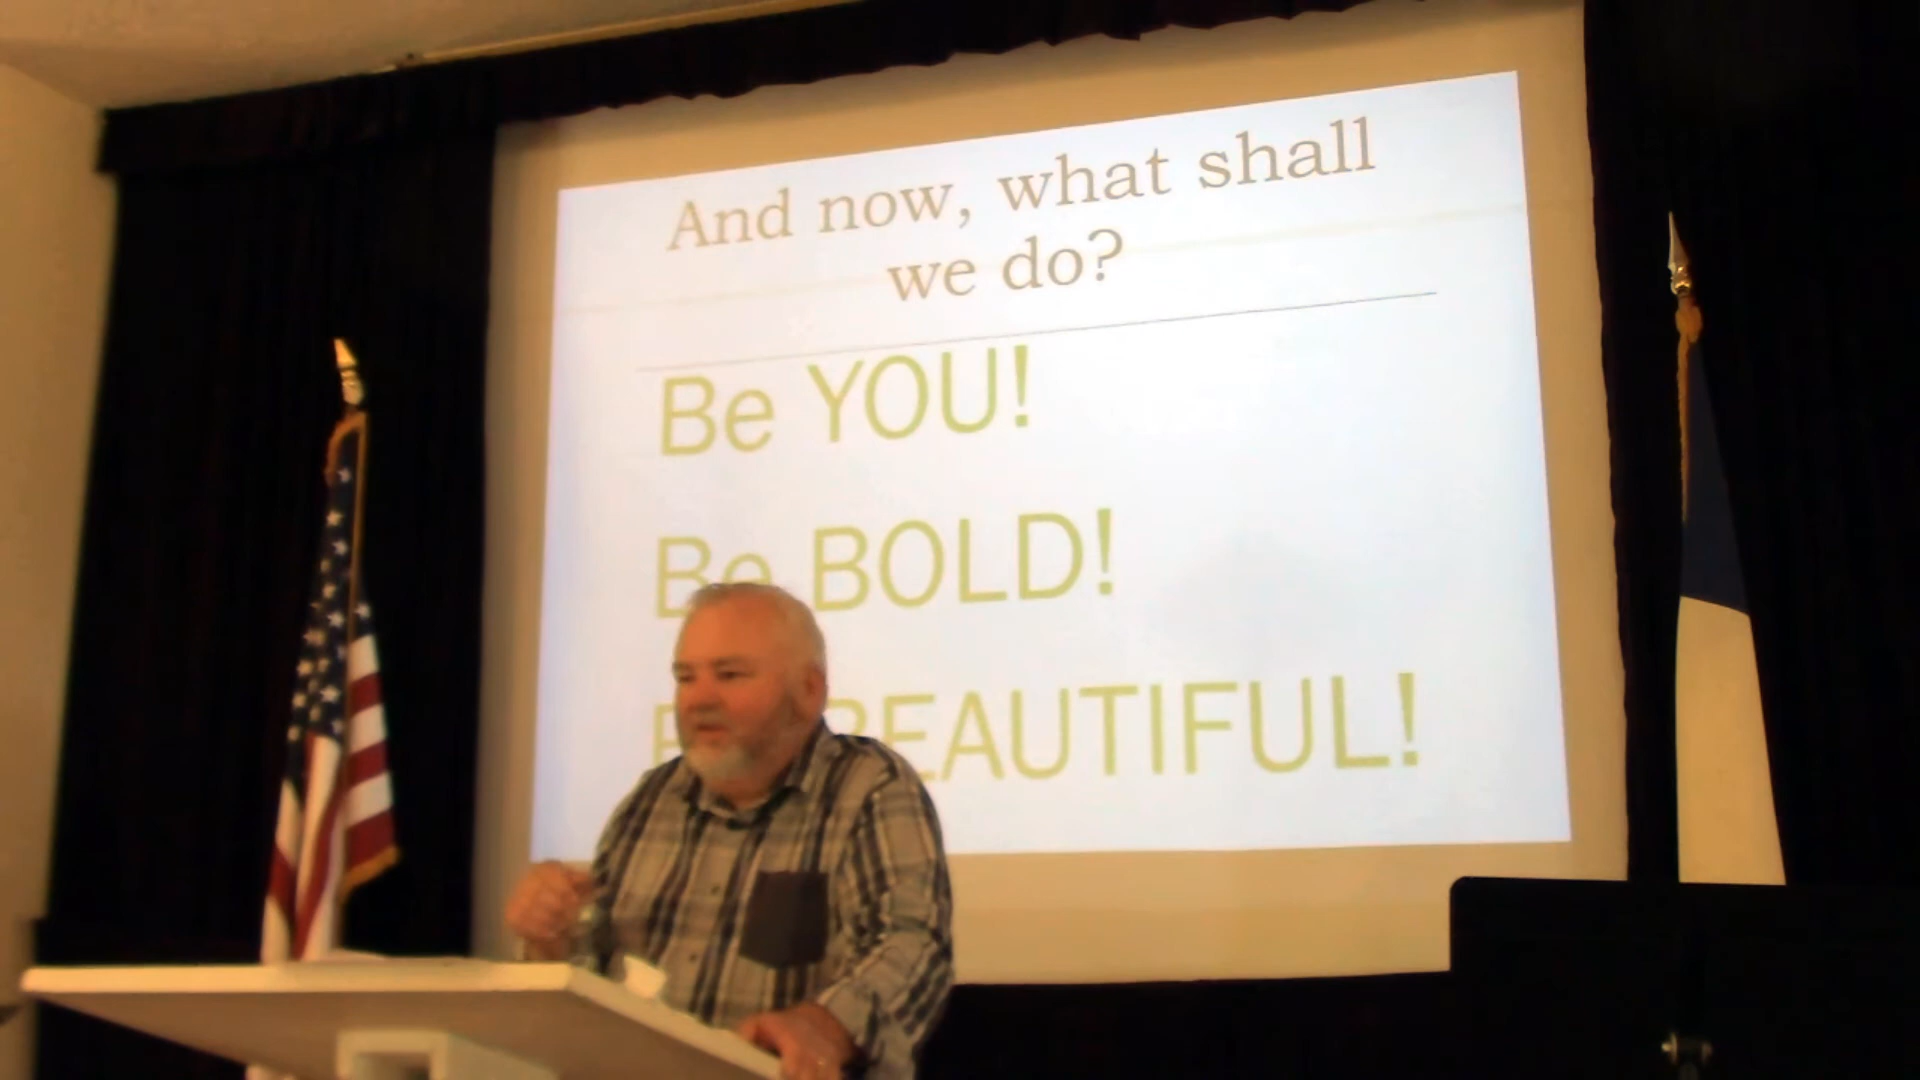 And now, what shall
we do?
Be YOU!
Be BOLD!
BEAUTIFUL!